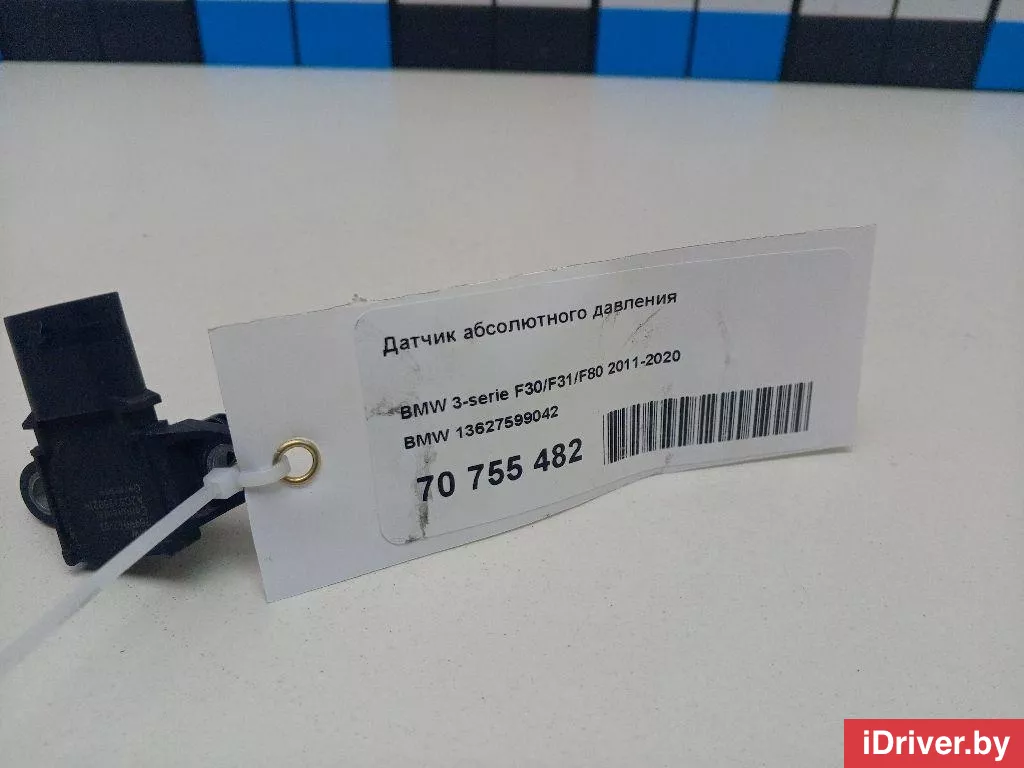 Датчик абсолютного давления
BMW 3-serie F30/F31/F80 2011-2020
BMW 13627599042
70 755 482
iDriver.by